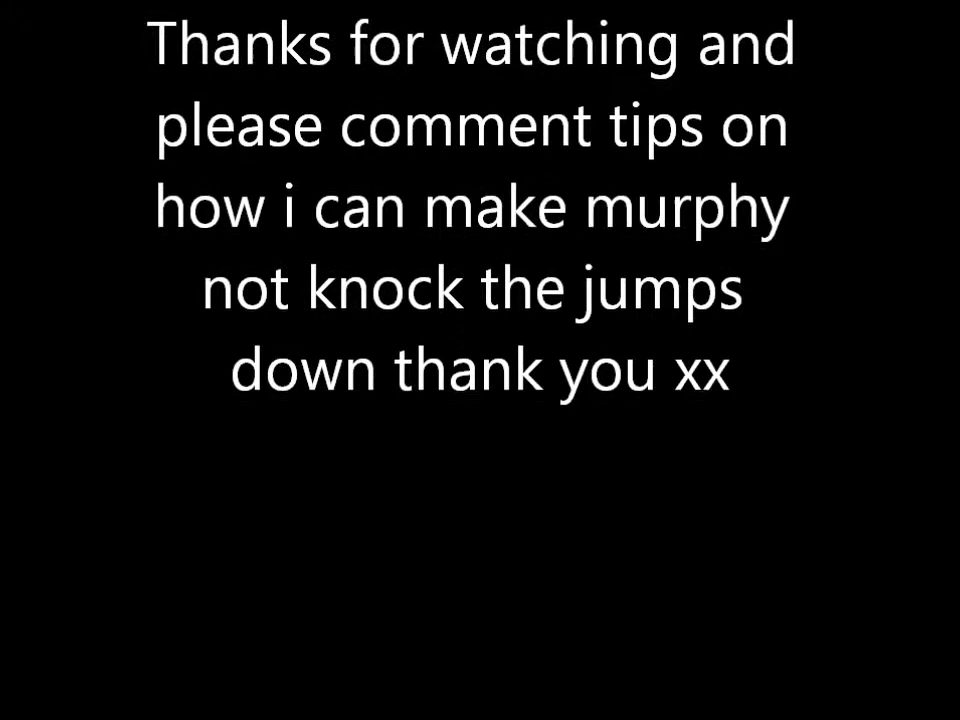 Thanks for watching and
please comment tips on
how i can make murphy
not knock the jumps
down thank you xx